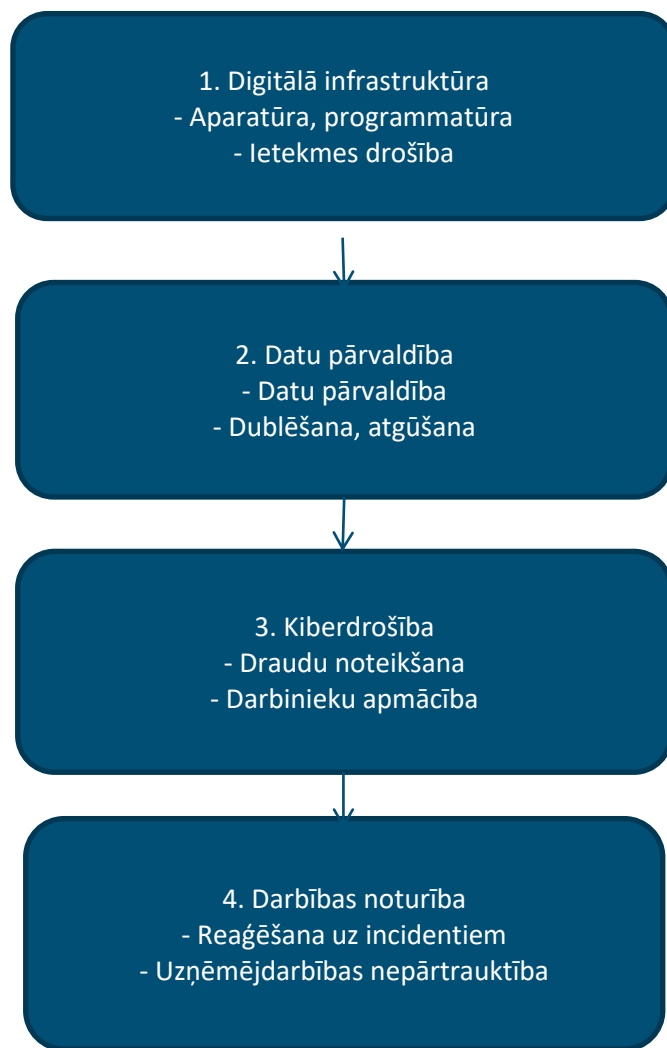 1. Digitālā infrastruktūra
- Aparatūra, programmatūra
- Ietekmes drošība
2. Datu pārvaldība
- Datu pārvaldība
- Dublēšana, atgūšana
3. Kiberdrošība
- Draudu noteikšana
- Darbinieku apmācība
4. Darbības noturība
- Reaģēšana uz incidentiem
- Uzņēmējdarbības nepārtrauktība